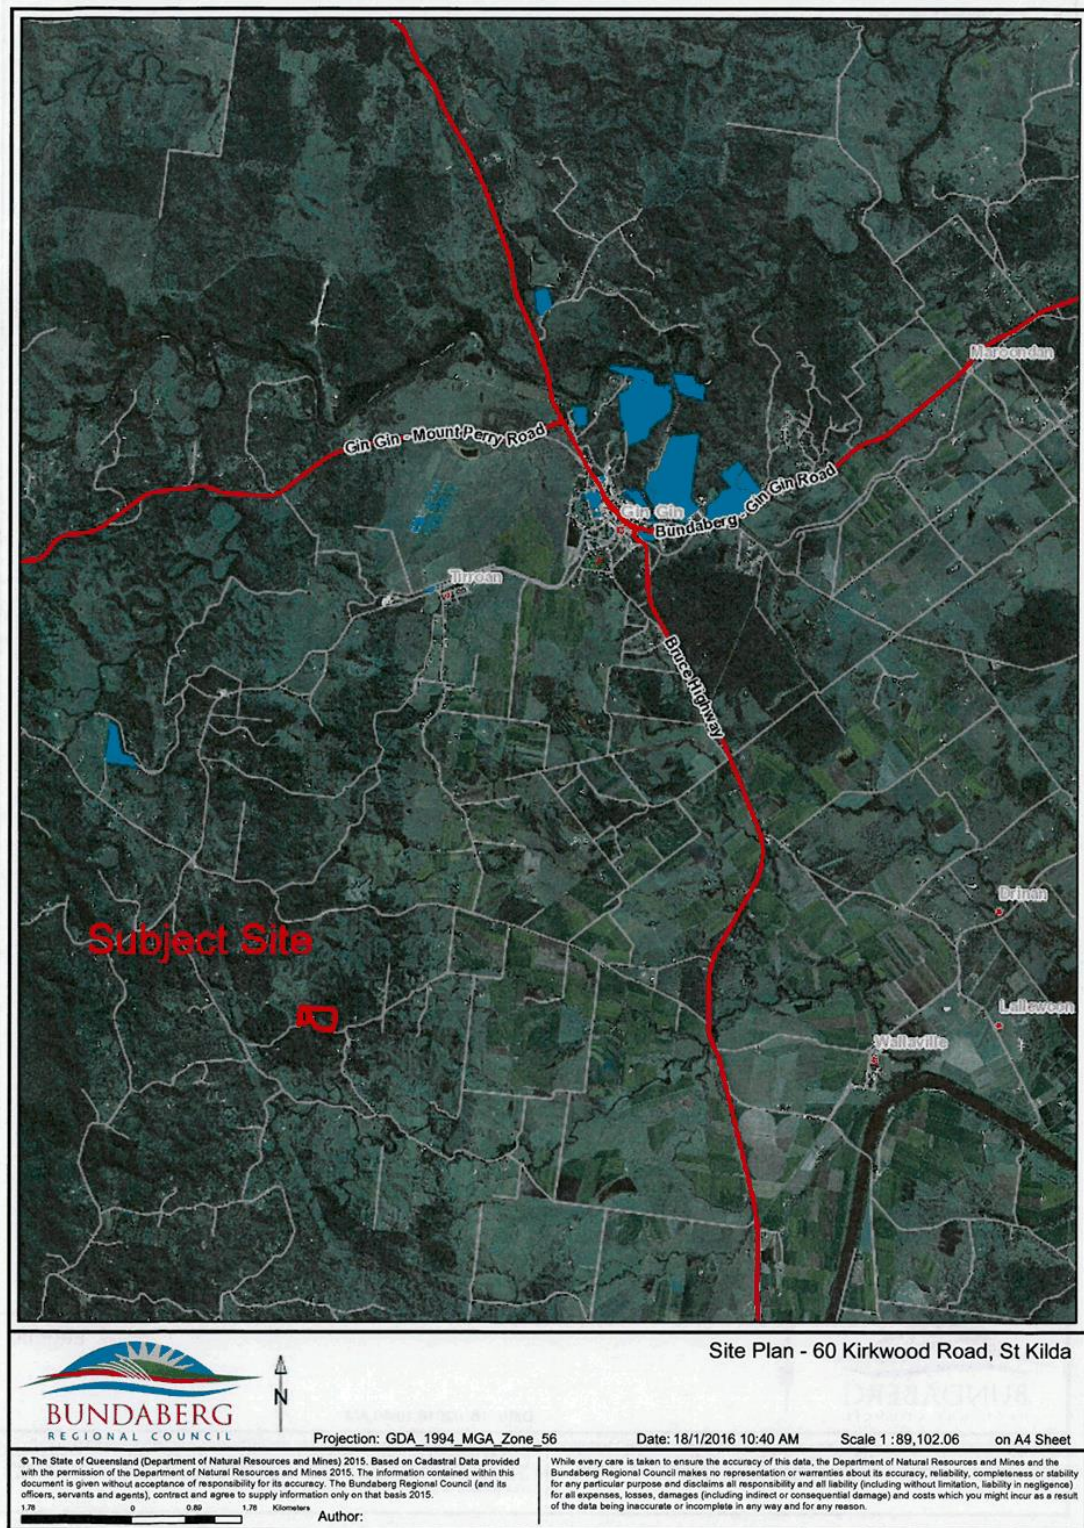 Maroondan
Gin Gin - Mount Perry Road
Gin Gin
Bundaberg - Gin Gin Road
Tirroan
Bruce Highway
Drinan
Subject Site
Lallawoon
Wallaville
Site Plan - 60 Kirkwood Road, St Kilda
N
BUNDABERG
REGIONAL COUNCIL
Projection: GDA_1994_MGA_Zone_56 Date: 18/1/2016 10:40 AM Scale 1 :89,102.06 on A4 Sheet
© The State of Queensland (Department of Natural Resources and Mines) 2015. Based on Cadastral Data provided
with the permission of the Department of Natural Resources and Mines 2015. The information contained within this
document is given without acceptance of responsibility for its accuracy. The Bundaberg Regional Council (and its
officers, servants and agents), contract and agree to supply information only on that basis 2015.
1.78 0 0.89 1.78 Kilometers
Author:
While every care is taken to ensure the accuracy of this data, the Department of Natural Resources and Mines and the
Bundaberg Regional Council makes no representation or warranties about its accuracy, reliability, completeness or stability
for any particular purpose and disclaims all responsibility and all liability (including without limitation, liability in negligence)
for all expenses, losses, damages (including indirect or consequential damage) and costs which you might incur as a result
of the data being inaccurate or incomplete in any way and for any reason.